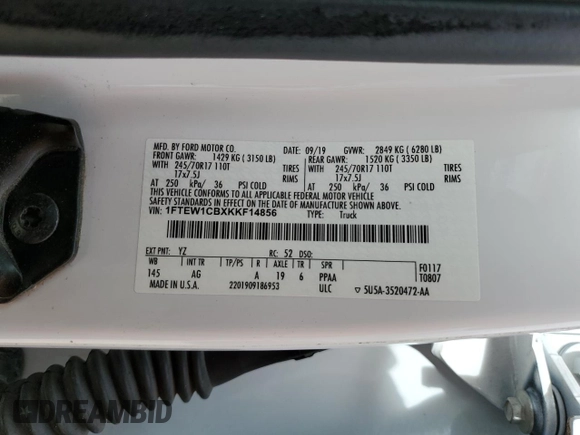 MFD. BY FORD MOTOR CO.
DATE: 09/19 GVWR: 2849 KG ( 6280 LB)
FRONT GAWR: 1429 KG ( 3150 LB) REAR GAWR: 1520 KG ( 3350 LB)
WITH 245/70R17 110T TIRES WITH 245/70R17 110T TIRES
17x7.5J RIMS 17x7.5J RIMS
AT 250 kPa/ 36 PSI COLD AT 250 kPa/ 36 PSI COLD
THIS VEHICLE CONFORMS TO ALL APPLICABLE FEDERAL MOTOR VEHICLE SAFETY AND THEFT PREVENTION STANDARDS IN EFFECT ON THE DATE OF MANUFACTURE SHOWN ABOVE.
VIN: 1FTEW1CBXKKF14856 TYPE: Truck
EXT PNT: YZ RC: 52 DSO:
WB INT TR TP/PS R AXLE TR SPR
145 AG A 19 6 PPAA
F0117
T0807
MADE IN U.S.A. 2201909186953 ULC ▽ 5U5A-3520472-AA
DREAMBID